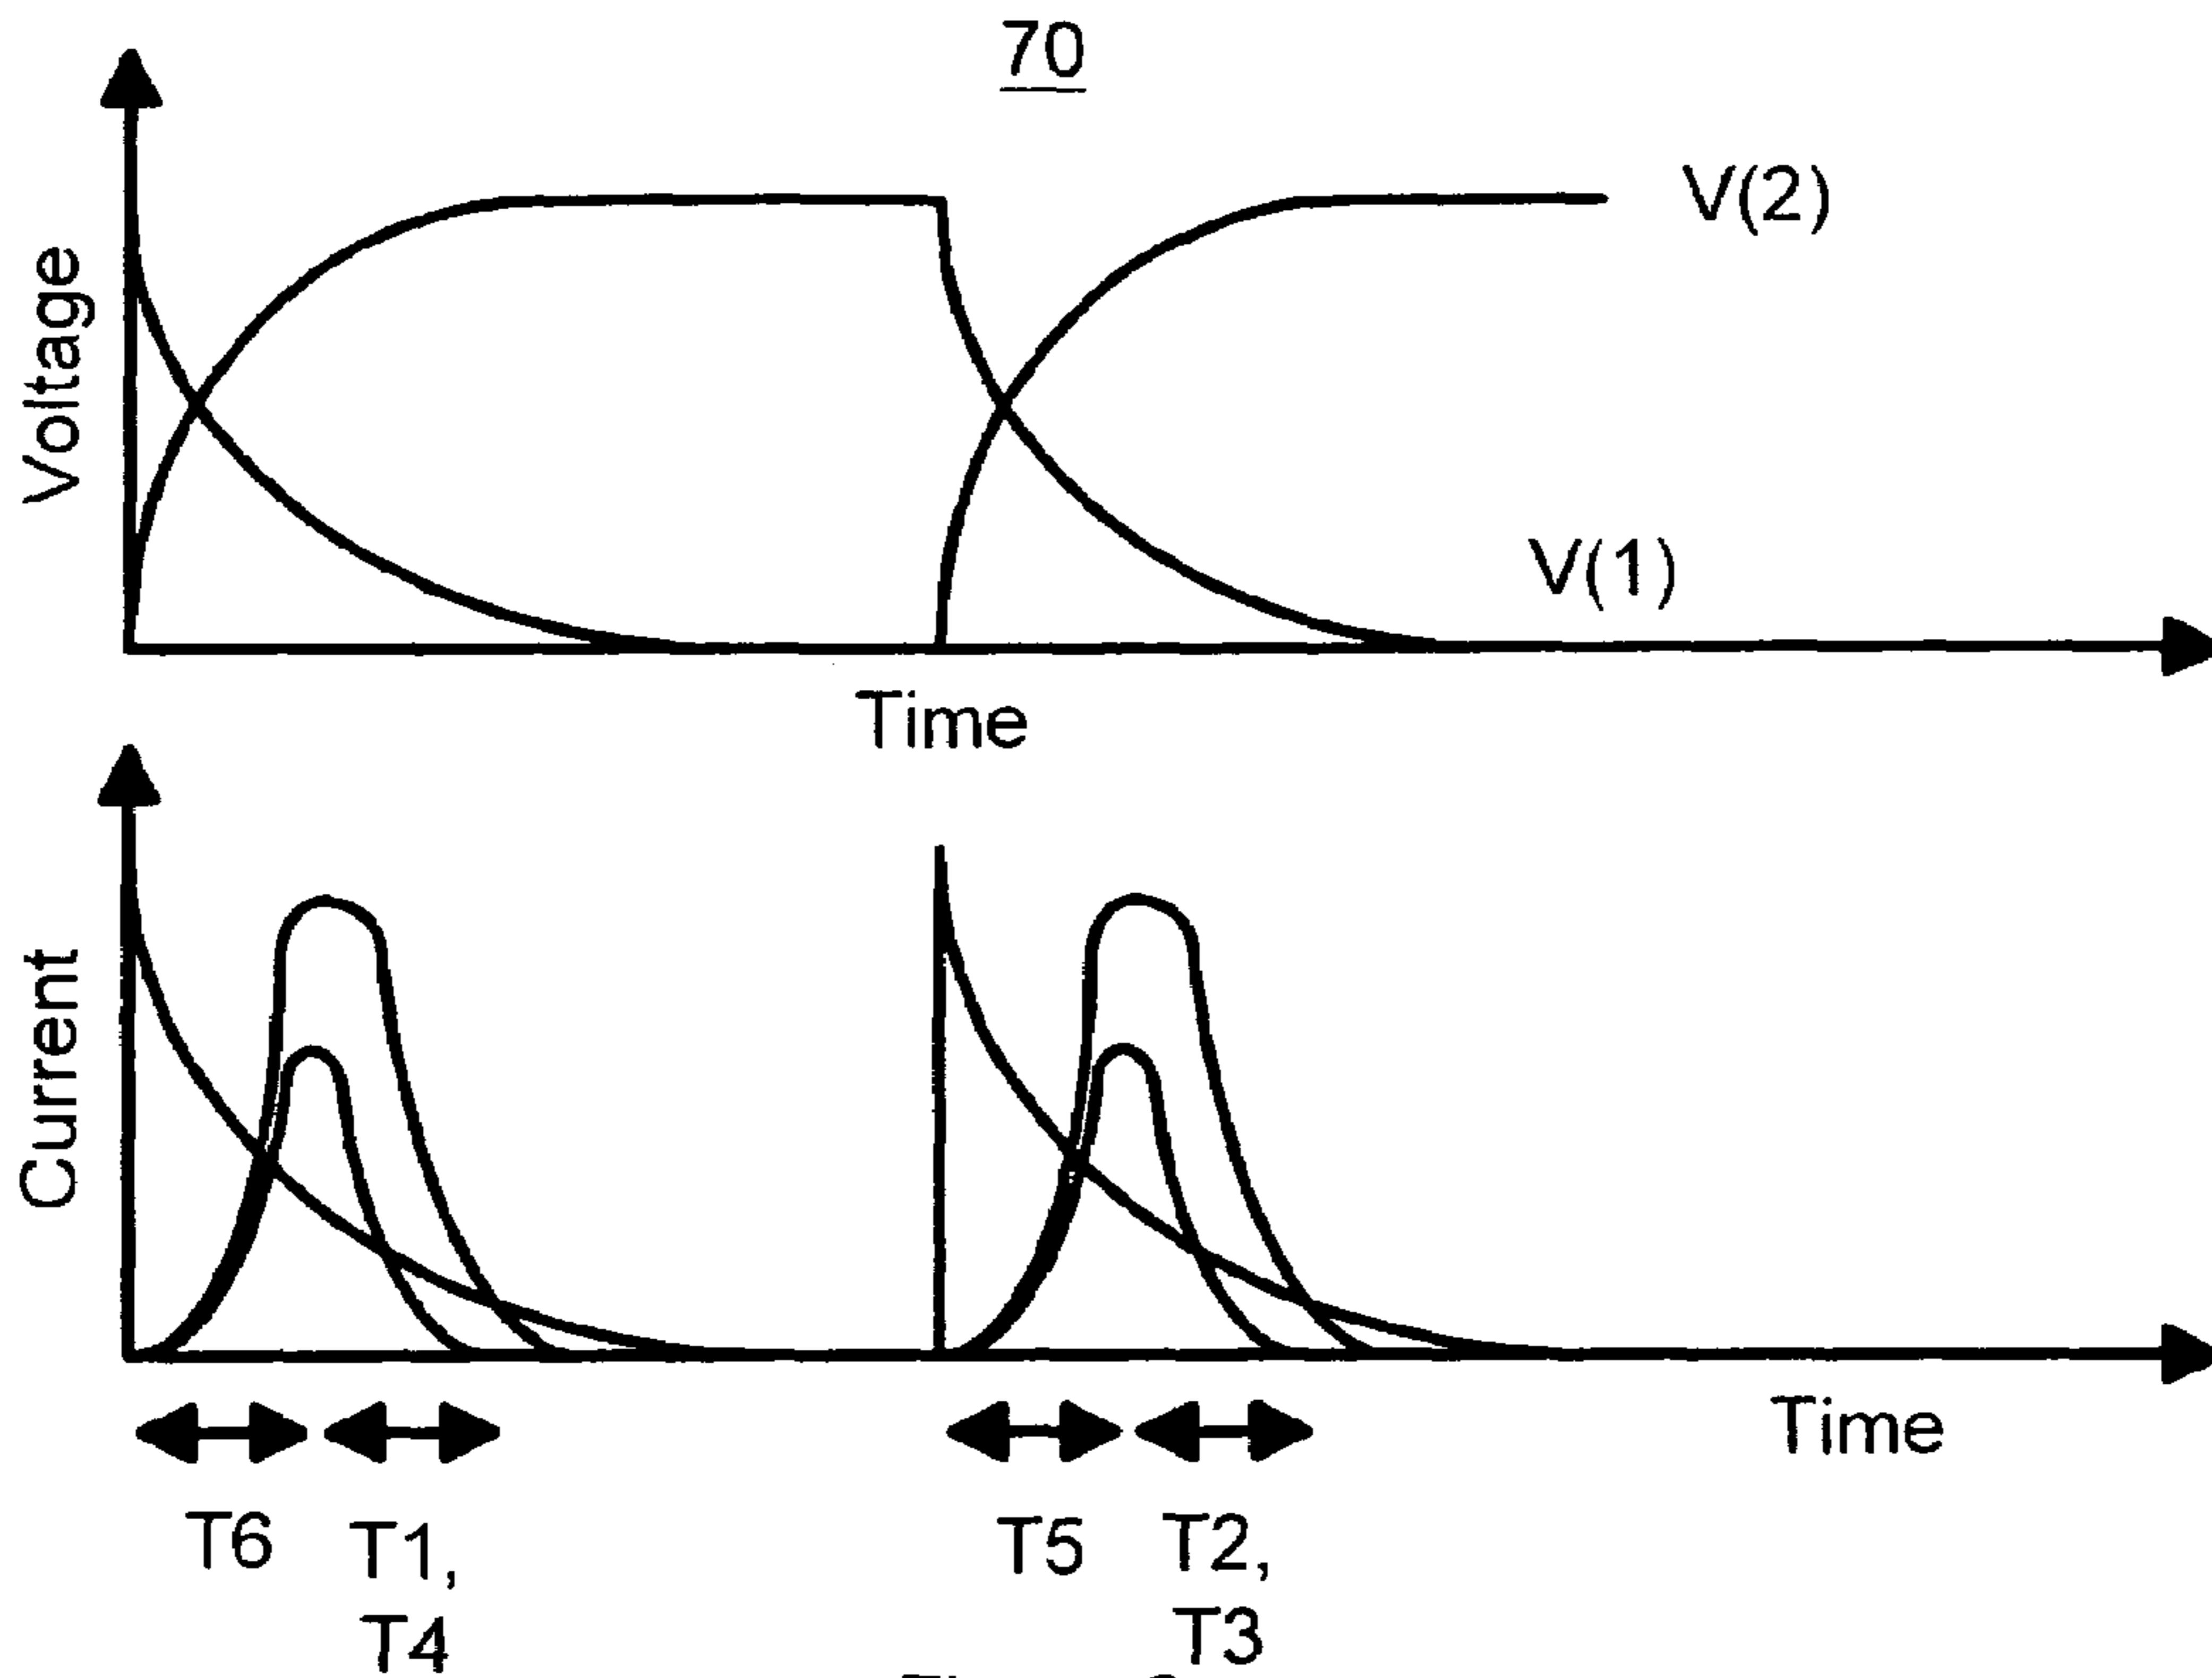 70
Voltage
V(2)
V(1)
Time
Current
Time
T6
T1,
T4
T5
T2,
T3